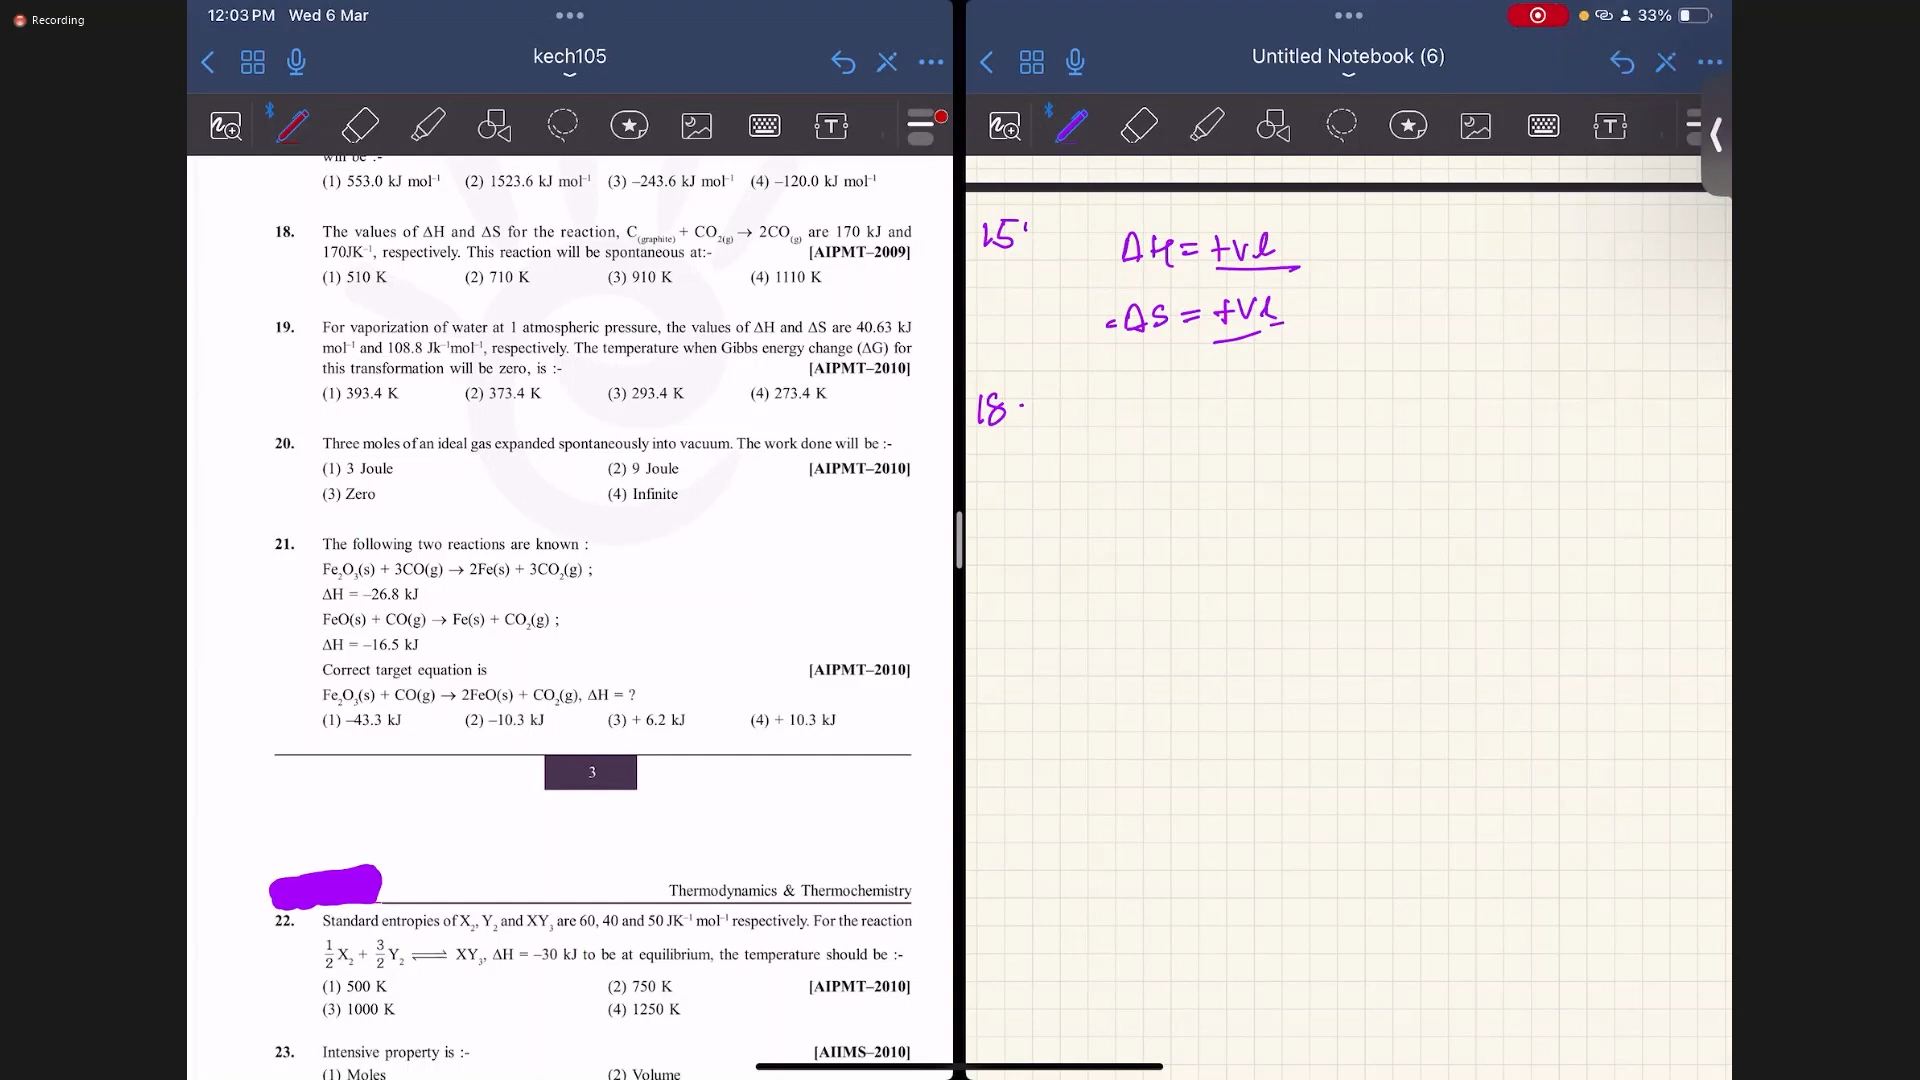 Recording
12:03 PM Wed 6 Mar
33%
kech105
Untitled Notebook (6)
will be :-
(1) 553.0 kJ mol⁻¹ (2) 1523.6 kJ mol⁻¹ (3) –243.6 kJ mol⁻¹ (4) –120.0 kJ mol⁻¹
18. The values of ΔH and ΔS for the reaction, C(graphite) + CO₂(g) → 2CO(g) are 170 kJ and
170JK⁻¹, respectively. This reaction will be spontaneous at:- [AIPMT–2009]
(1) 510 K (2) 710 K (3) 910 K (4) 1110 K
19. For vaporization of water at 1 atmospheric pressure, the values of ΔH and ΔS are 40.63 kJ
mol⁻¹ and 108.8 Jk⁻¹mol⁻¹, respectively. The temperature when Gibbs energy change (ΔG) for
this transformation will be zero, is :- [AIPMT–2010]
(1) 393.4 K (2) 373.4 K (3) 293.4 K (4) 273.4 K
20. Three moles of an ideal gas expanded spontaneously into vacuum. The work done will be :-
(1) 3 Joule (2) 9 Joule [AIPMT–2010]
(3) Zero (4) Infinite
21. The following two reactions are known :
Fe₂O₃(s) + 3CO(g) → 2Fe(s) + 3CO₂(g) ;
ΔH = –26.8 kJ
FeO(s) + CO(g) → Fe(s) + CO₂(g) ;
ΔH = –16.5 kJ
Correct target equation is [AIPMT–2010]
Fe₂O₃(s) + CO(g) → 2FeO(s) + CO₂(g), ΔH = ?
(1) –43.3 kJ (2) –10.3 kJ (3) + 6.2 kJ (4) + 10.3 kJ
3
Thermodynamics & Thermochemistry
22. Standard entropies of X₂, Y₂ and XY₃ are 60, 40 and 50 JK⁻¹ mol⁻¹ respectively. For the reaction
1/2 X₂ + 3/2 Y₂ ⇌ XY₃, ΔH = –30 kJ to be at equilibrium, the temperature should be :-
(1) 500 K (2) 750 K [AIPMT–2010]
(3) 1000 K (4) 1250 K
23. Intensive property is :- [AIIMS–2010]
(1) Moles (2) Volume
15. ΔH = +ve
ΔS = +ve
18.